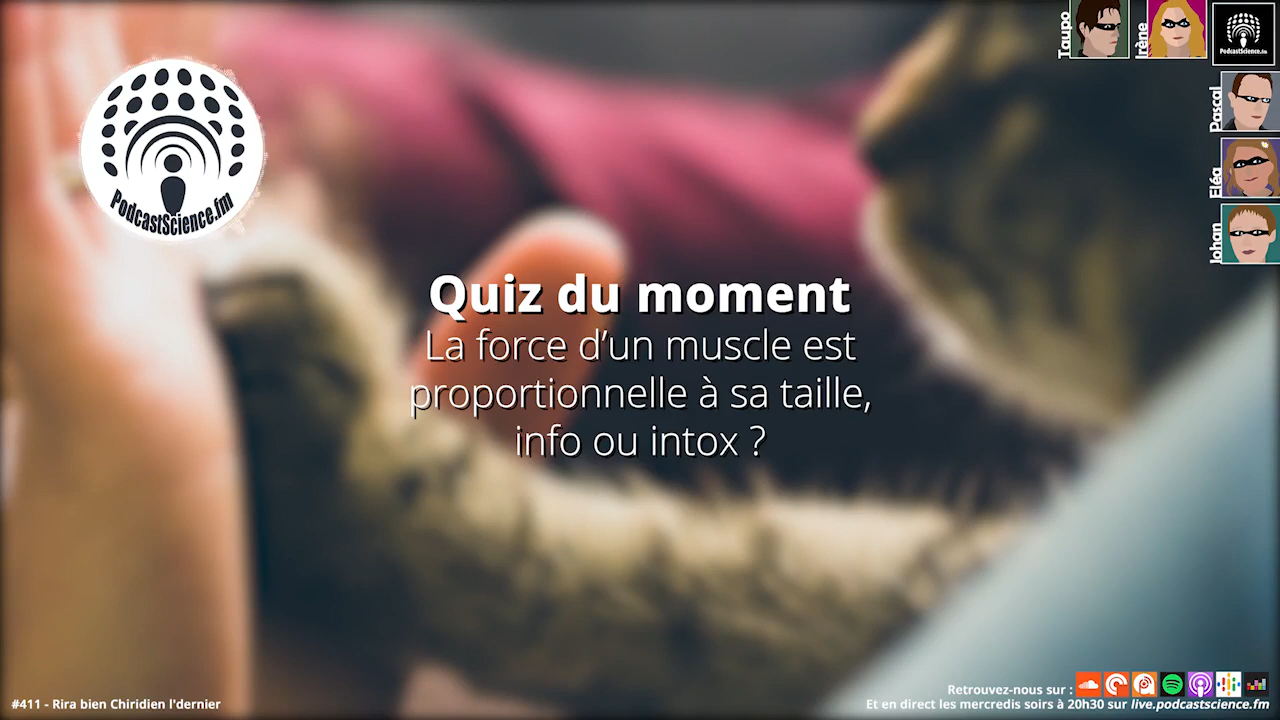 Taupo
Irène
PodcastScience.fm
Pascal
PodcastScience.fm
Eléa
Johan
Quiz du moment
La force d’un muscle est
proportionnelle à sa taille,
info ou intox ?
Retrouvez-nous sur :
#411 - Rira bien Chiridien l'dernier
Et en direct les mercredis soirs à 20h30 sur live.podcastscience.fm